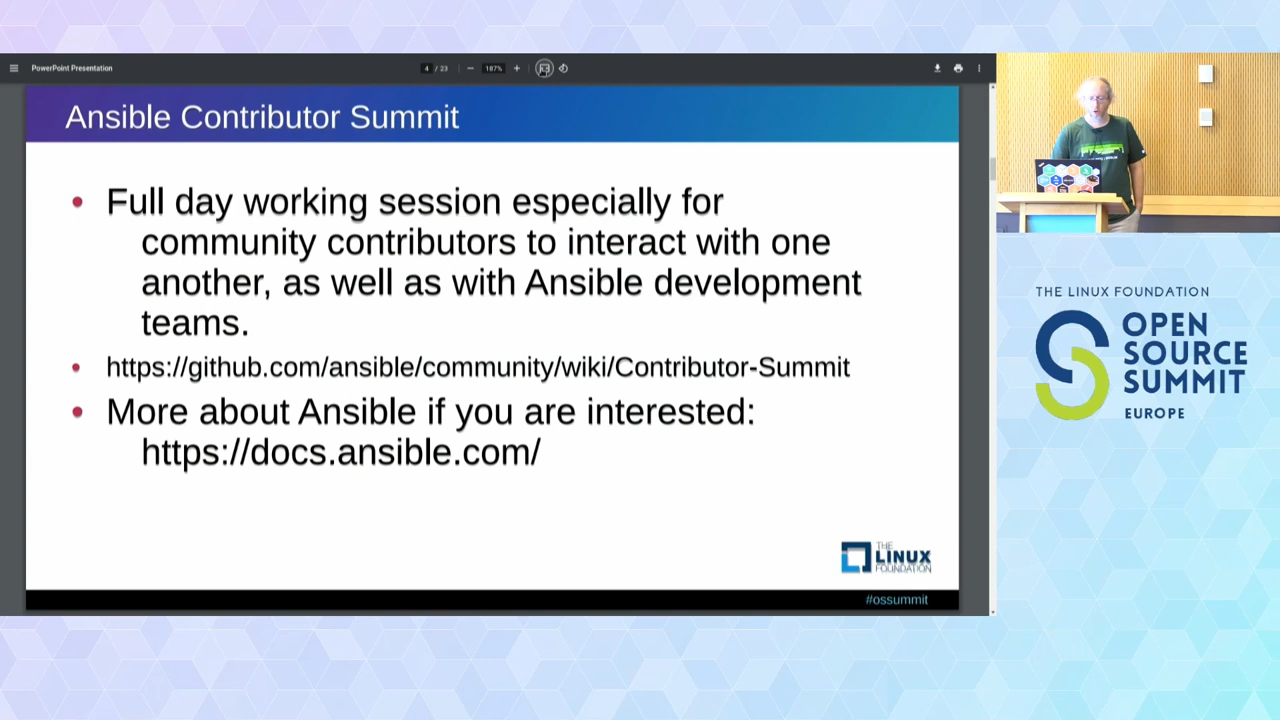 PowerPoint Presentation
4 / 23
187%
Ansible Contributor Summit
• Full day working session especially for
community contributors to interact with one
another, as well as with Ansible development
teams.
• https://github.com/ansible/community/wiki/Contributor-Summit
• More about Ansible if you are interested:
https://docs.ansible.com/
THE
LINUX
FOUNDATION
#ossummit
THE LINUX FOUNDATION
OPEN
SOURCE
SUMMIT
EUROPE